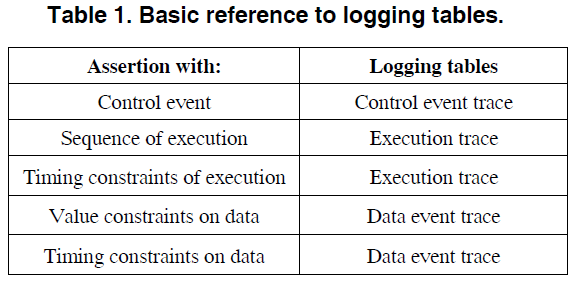 Table 1. Basic reference to logging tables.
Assertion with: Logging tables
Control event Control event trace
Sequence of execution Execution trace
Timing constraints of execution Execution trace
Value constraints on data Data event trace
Timing constraints on data Data event trace